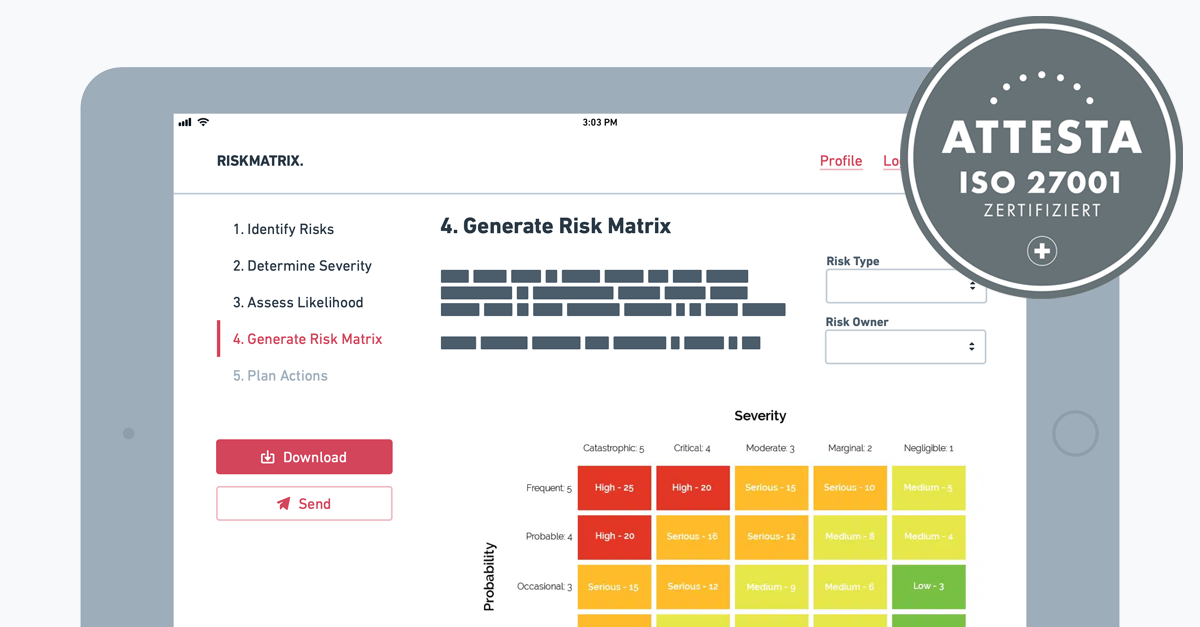 3:03 PM
RISKMATRIX.
Profile
ATTESTA
ISO 27001
ZERTIFIZIERT
1. Identify Risks
2. Determine Severity
3. Assess Likelihood
4. Generate Risk Matrix
5. Plan Actions
Download
Send
4. Generate Risk Matrix
Risk Type
Risk Owner
Severity
Catastrophic: 5 Critical: 4 Moderate: 3 Marginal: 2 Negligible: 1
Probability
Frequent: 5 High - 25 High - 20 Serious - 15 Serious - 10 Medium - 5
Probable: 4 High - 20 Serious - 16 Serious- 12 Medium - 8 Medium - 4
Occasional: 3 Serious - 15 Serious - 12 Medium - 9 Medium - 6 Low - 3